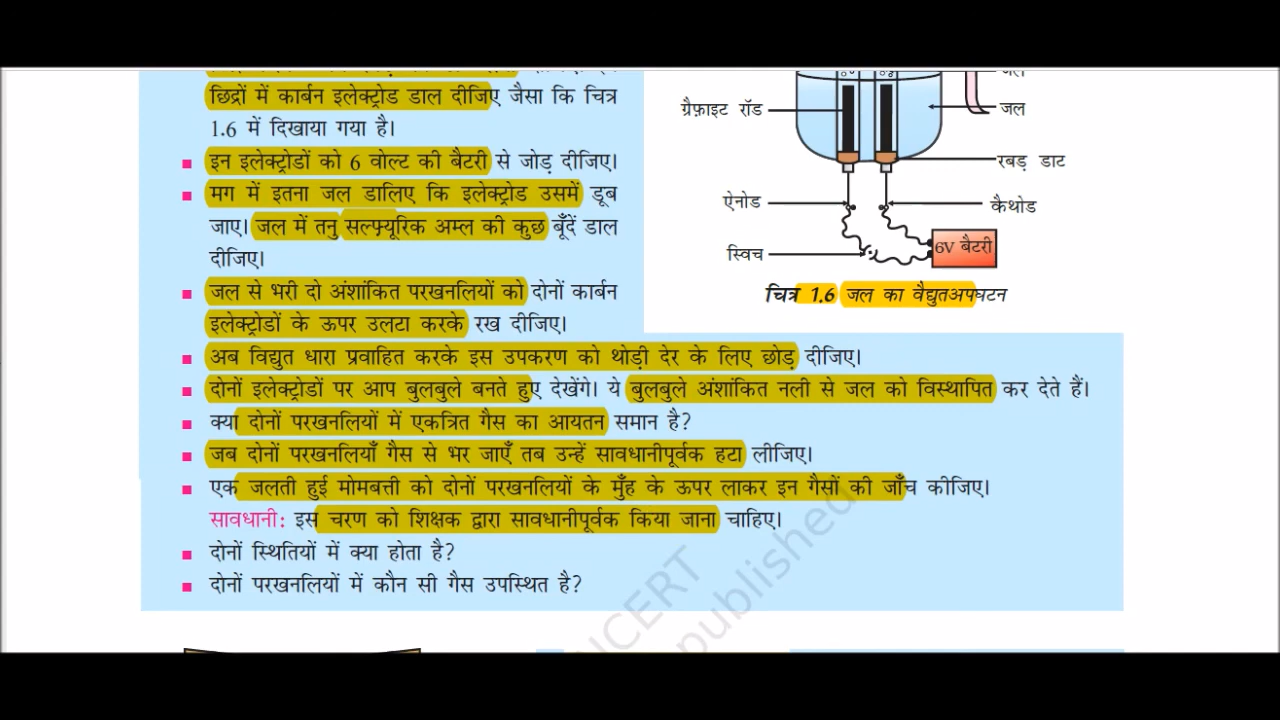 छिद्रों में कार्बन इलेक्ट्रोड डाल दीजिए जैसा कि चित्र
1.6 में दिखाया गया है।
▪ इन इलेक्ट्रोडों को 6 वोल्ट की बैटरी से जोड़ दीजिए।
▪ मग में इतना जल डालिए कि इलेक्ट्रोड उसमें डूब
जाए। जल में तनु सल्फ़्यूरिक अम्ल की कुछ बूँदें डाल
दीजिए।
▪ जल से भरी दो अंशांकित परखनलियों को दोनों कार्बन
इलेक्ट्रोडों के ऊपर उलटा करके रख दीजिए।
जल
ग्रैफ़ाइट रॉड
जल
रबड़ डाट
ऐनोड
कैथोड
स्विच
6V बैटरी
चित्र 1.6 जल का वैद्युतअपघटन
▪ अब विद्युत धारा प्रवाहित करके इस उपकरण को थोड़ी देर के लिए छोड़ दीजिए।
▪ दोनों इलेक्ट्रोडों पर आप बुलबुले बनते हुए देखेंगे। ये बुलबुले अंशांकित नली से जल को विस्थापित कर देते हैं।
▪ क्या दोनों परखनलियों में एकत्रित गैस का आयतन समान है?
▪ जब दोनों परखनलियाँ गैस से भर जाएँ तब उन्हें सावधानीपूर्वक हटा लीजिए।
▪ एक जलती हुई मोमबत्ती को दोनों परखनलियों के मुँह के ऊपर लाकर इन गैसों की जाँच कीजिए।
सावधानी: इस चरण को शिक्षक द्वारा सावधानीपूर्वक किया जाना चाहिए।
▪ दोनों स्थितियों में क्या होता है?
▪ दोनों परखनलियों में कौन सी गैस उपस्थित है?
NCERT
published